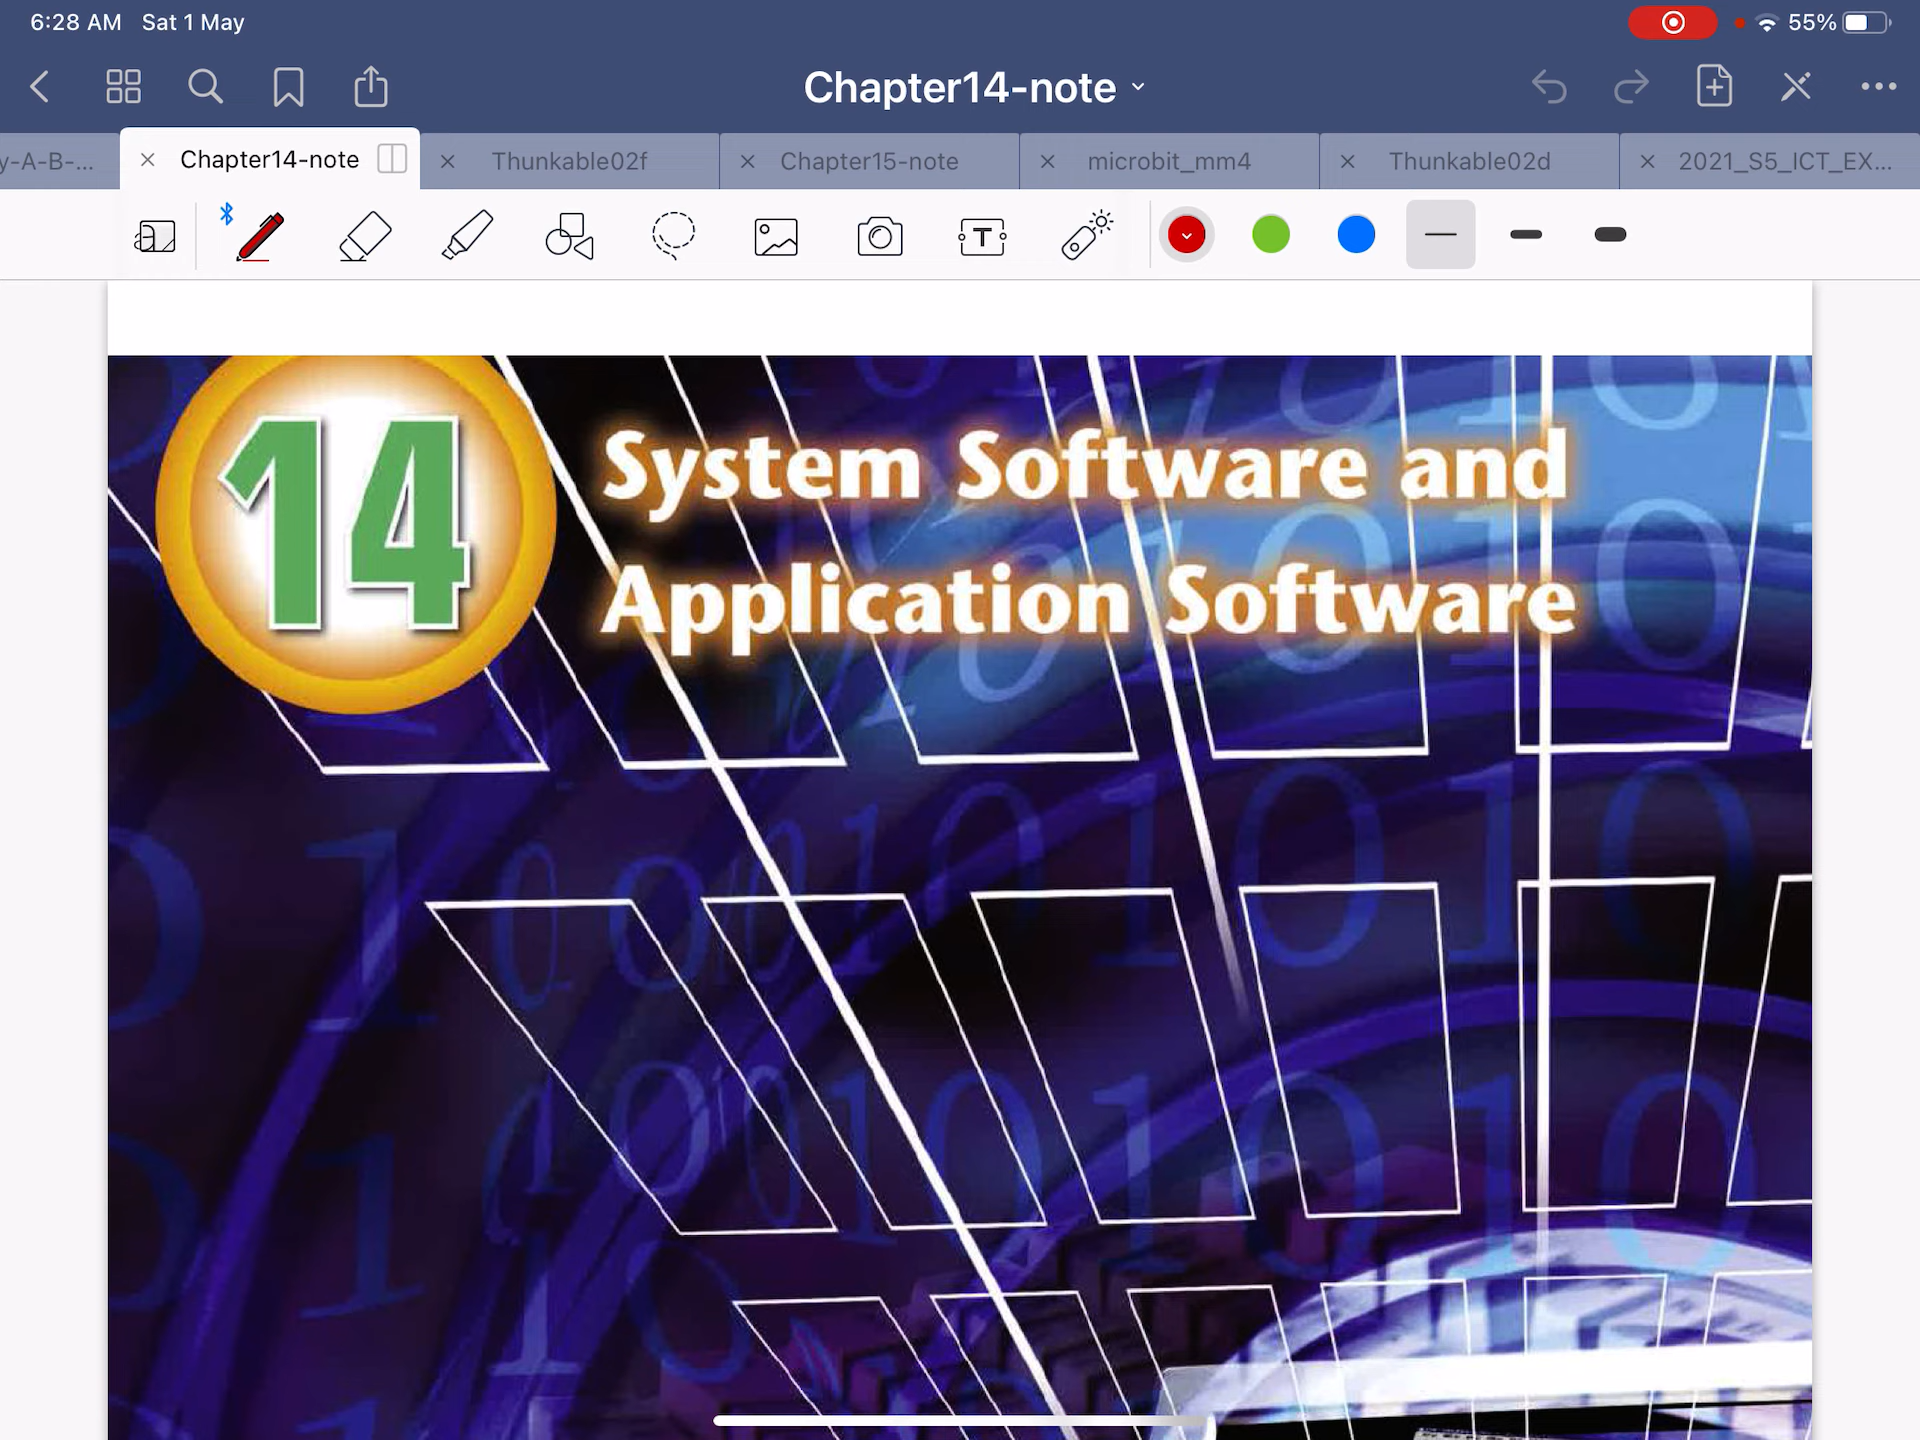 6:28 AM Sat 1 May
55%
Chapter14-note
y-A-B-...
Chapter14-note
Thunkable02f
Chapter15-note
microbit_mm4
Thunkable02d
2021_S5_ICT_EX...
14
System Software and
Application Software